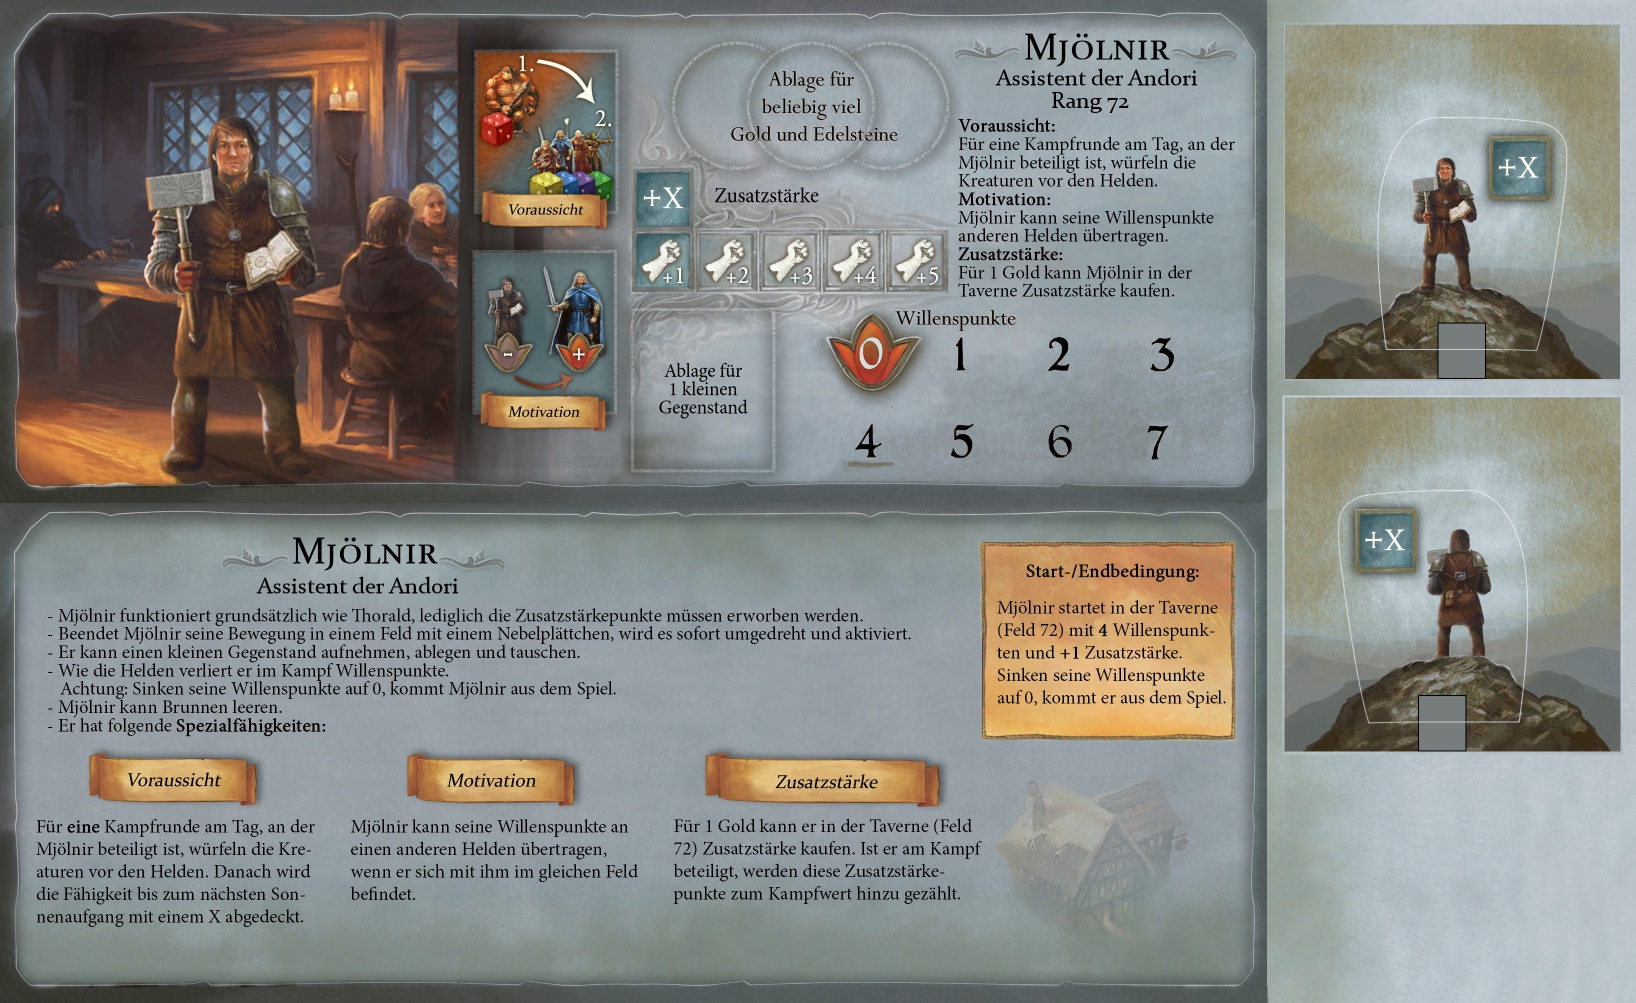 1.
2.
Voraussicht
-
+
Motivation
Ablage für
beliebig viel
Gold und Edelsteine
+X
Zusatzstärke
+1
+2
+3
+4
+5
Ablage für
1 kleinen
Gegenstand
Willenspunkte
0
1
2
3
4
5
6
7
Mjölnir
Assistent der Andori
Rang 72
Voraussicht:
Für eine Kampfrunde am Tag, an der
Mjölnir beteiligt ist, würfeln die
Kreaturen vor den Helden.
Motivation:
Mjölnir kann seine Willenspunkte
anderen Helden übertragen.
Zusatzstärke:
Für 1 Gold kann Mjölnir in der
Taverne Zusatzstärke kaufen.
+X
+X
Mjölnir
Assistent der Andori
- Mjölnir funktioniert grundsätzlich wie Thorald, lediglich die Zusatzstärkepunkte müssen erworben werden.
- Beendet Mjölnir seine Bewegung in einem Feld mit einem Nebelplättchen, wird es sofort umgedreht und aktiviert.
- Er kann einen kleinen Gegenstand aufnehmen, ablegen und tauschen.
- Wie die Helden verliert er im Kampf Willenspunkte.
Achtung: Sinken seine Willenspunkte auf 0, kommt Mjölnir aus dem Spiel.
- Mjölnir kann Brunnen leeren.
- Er hat folgende Spezialfähigkeiten:
Start-/Endbedingung:
Mjölnir startet in der Taverne
(Feld 72) mit 4 Willenspunk-
ten und +1 Zusatzstärke.
Sinken seine Willenspunkte
auf 0, kommt er aus dem Spiel.
Voraussicht
Für eine Kampfrunde am Tag, an der
Mjölnir beteiligt ist, würfeln die Kre-
aturen vor den Helden. Danach wird
die Fähigkeit bis zum nächsten Son-
nenaufgang mit einem X abgedeckt.
Motivation
Mjölnir kann seine Willenspunkte an
einen anderen Helden übertragen,
wenn er sich mit ihm im gleichen Feld
befindet.
Zusatzstärke
Für 1 Gold kann er in der Taverne (Feld
72) Zusatzstärke kaufen. Ist er am Kampf
beteiligt, werden diese Zusatzstärke-
punkte zum Kampfwert hinzu gezählt.